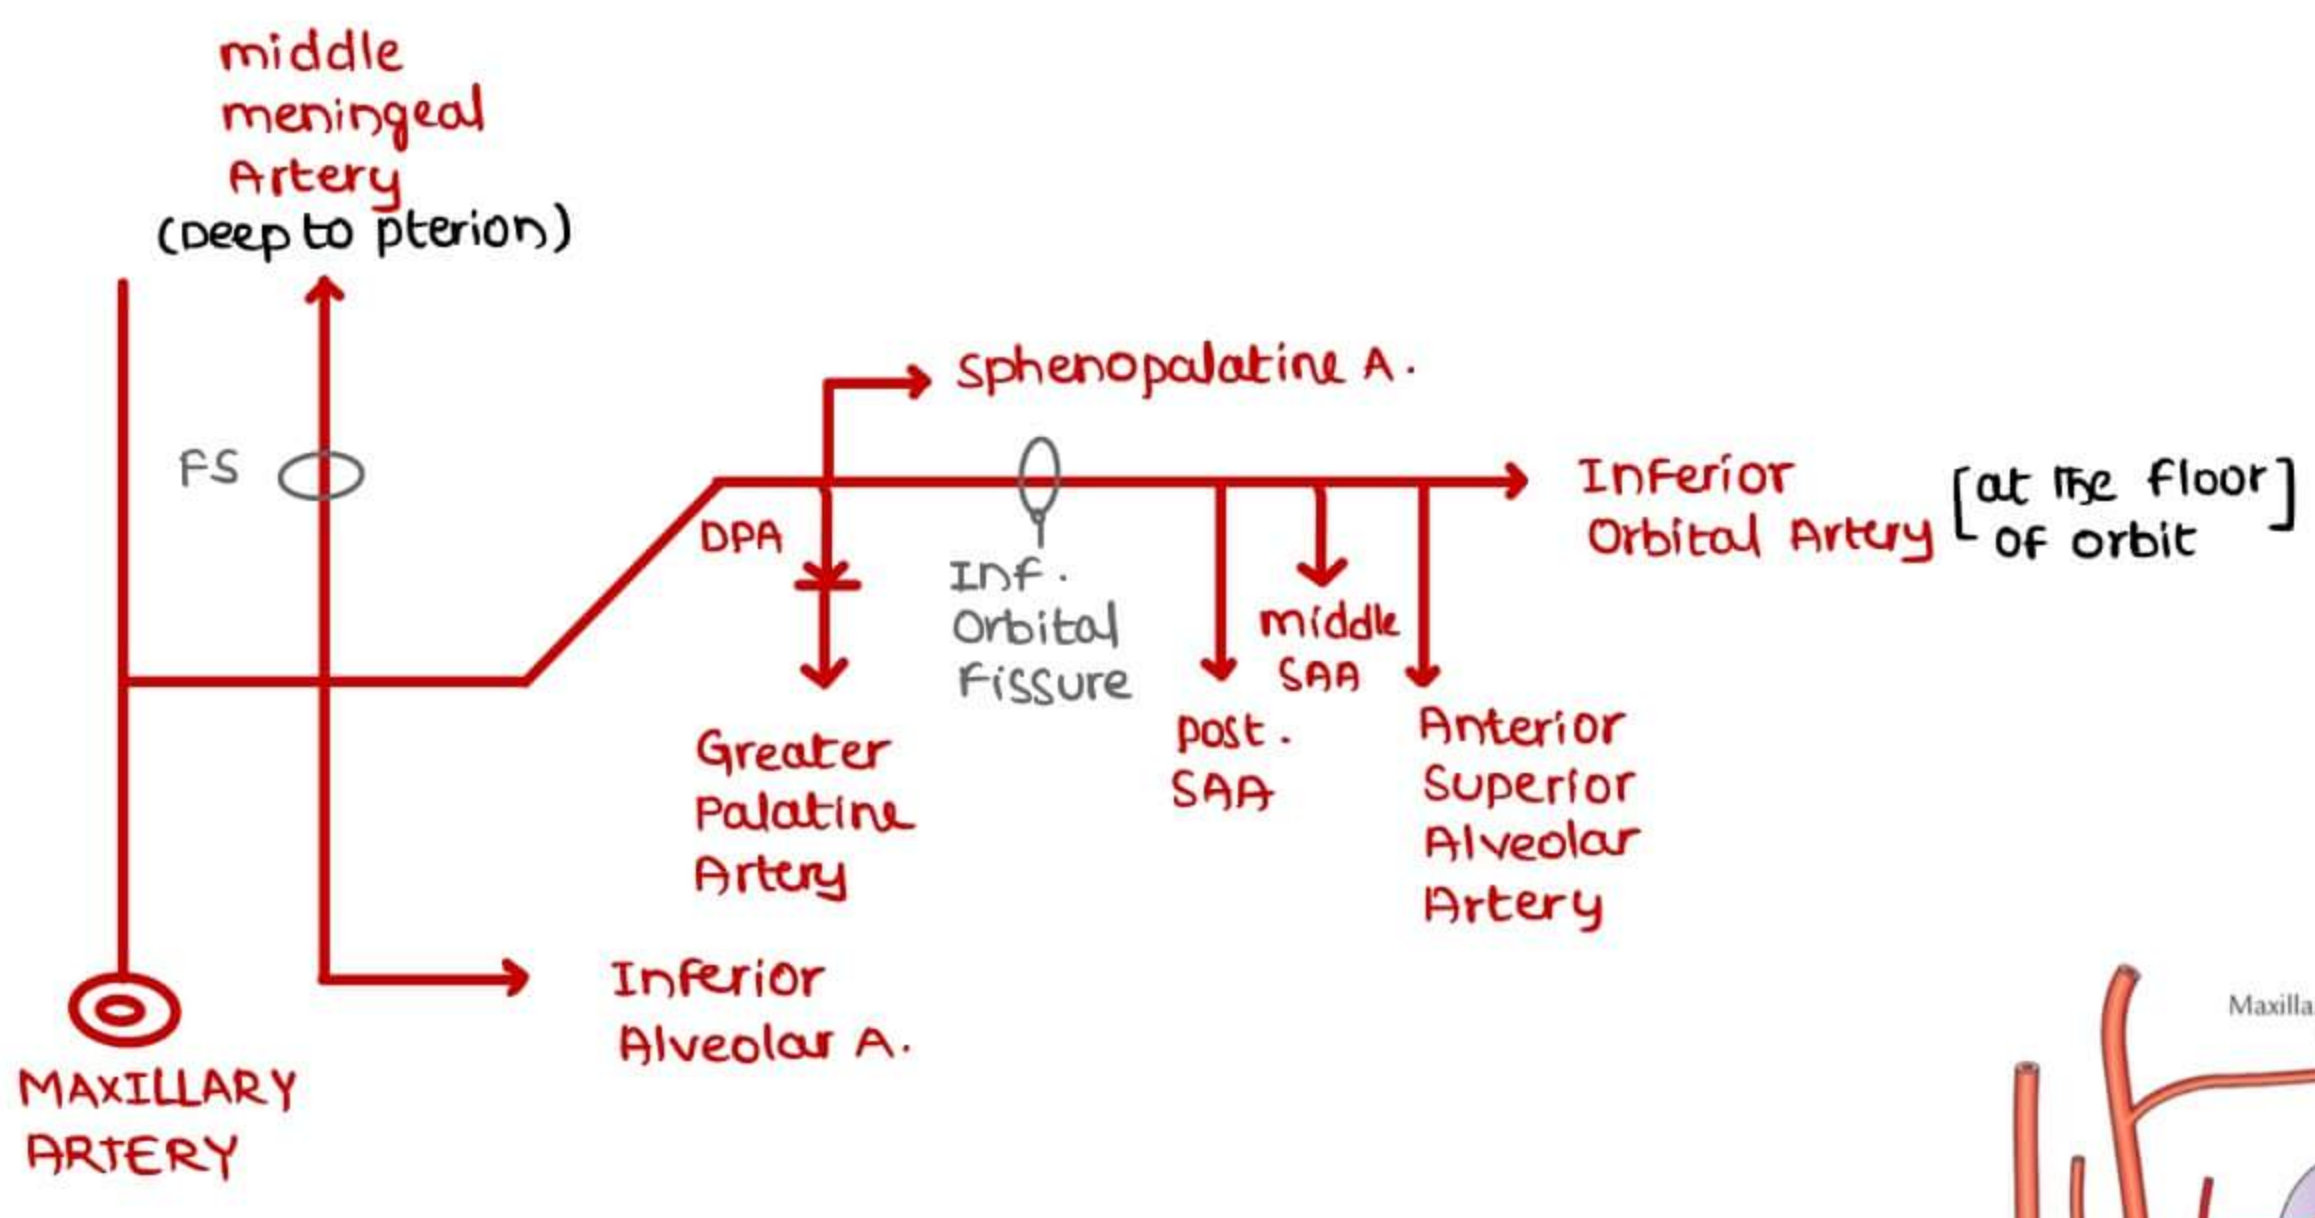 middle
meningeal
Artery
(Deep to pterion)
Sphenopalatine A.
FS
Inferior
Orbital Artery
[at the floor]
of orbit
DPA
Inf.
Orbital
Fissure
middle
SAA
Greater
Palatine
Artery
post.
SAA
Anterior
Superior
Alveolar
Artery
Inferior
Alveolar A.
MAXILLARY
ARTERY
Maxilla